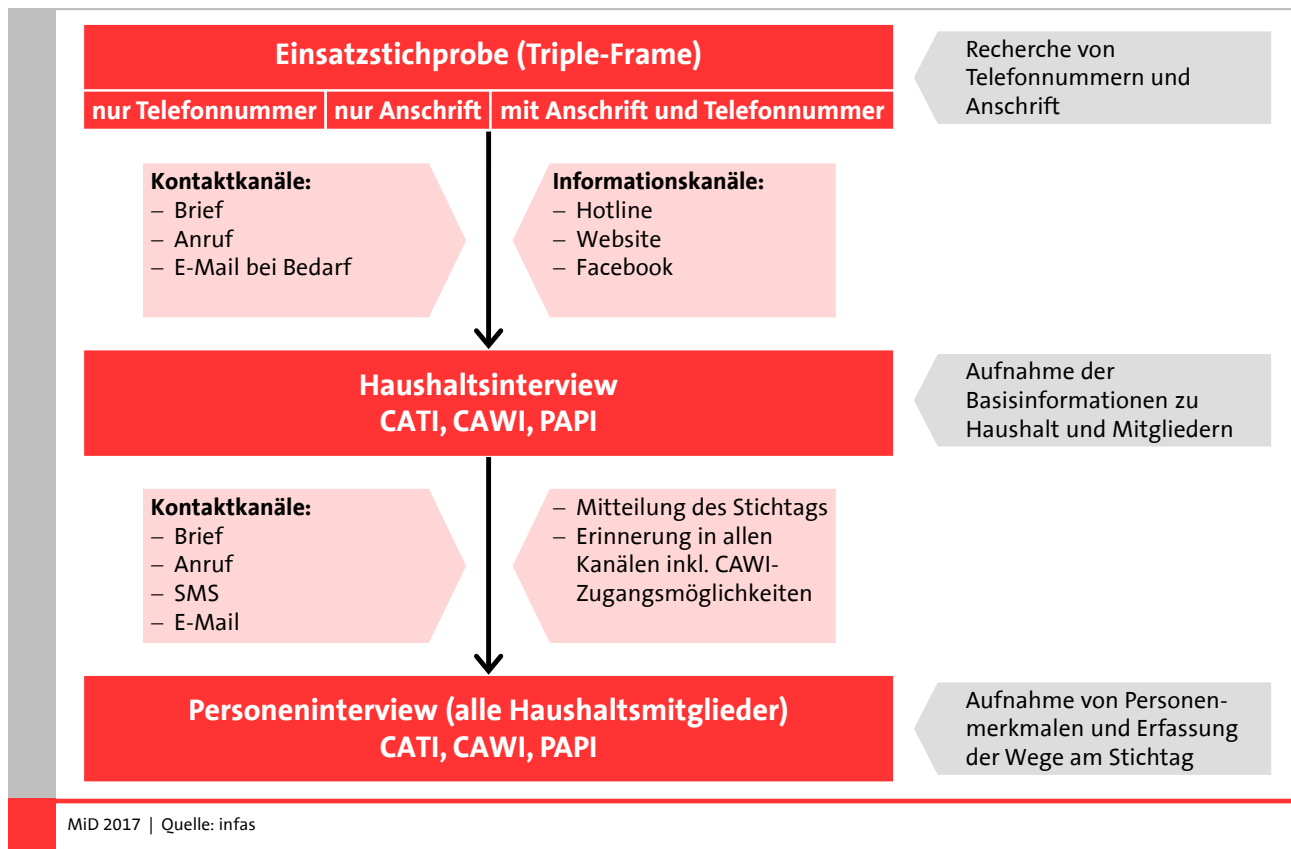 Einsatzstichprobe (Triple-Frame)
nur Telefonnummer
nur Anschrift
mit Anschrift und Telefonnummer
Recherche von
Telefonnummern und
Anschrift
Kontaktkanäle:
– Brief
– Anruf
– E-Mail bei Bedarf
Informationskanäle:
– Hotline
– Website
– Facebook
Haushaltsinterview
CATI, CAWI, PAPI
Aufnahme der
Basisinformationen zu
Haushalt und Mitgliedern
Kontaktkanäle:
– Brief
– Anruf
– SMS
– E-Mail
– Mitteilung des Stichtags
– Erinnerung in allen
Kanälen inkl. CAWI-
Zugangsmöglichkeiten
Personeninterview (alle Haushaltsmitglieder)
CATI, CAWI, PAPI
Aufnahme von Personen-
merkmalen und Erfassung
der Wege am Stichtag
MiD 2017 | Quelle: infas